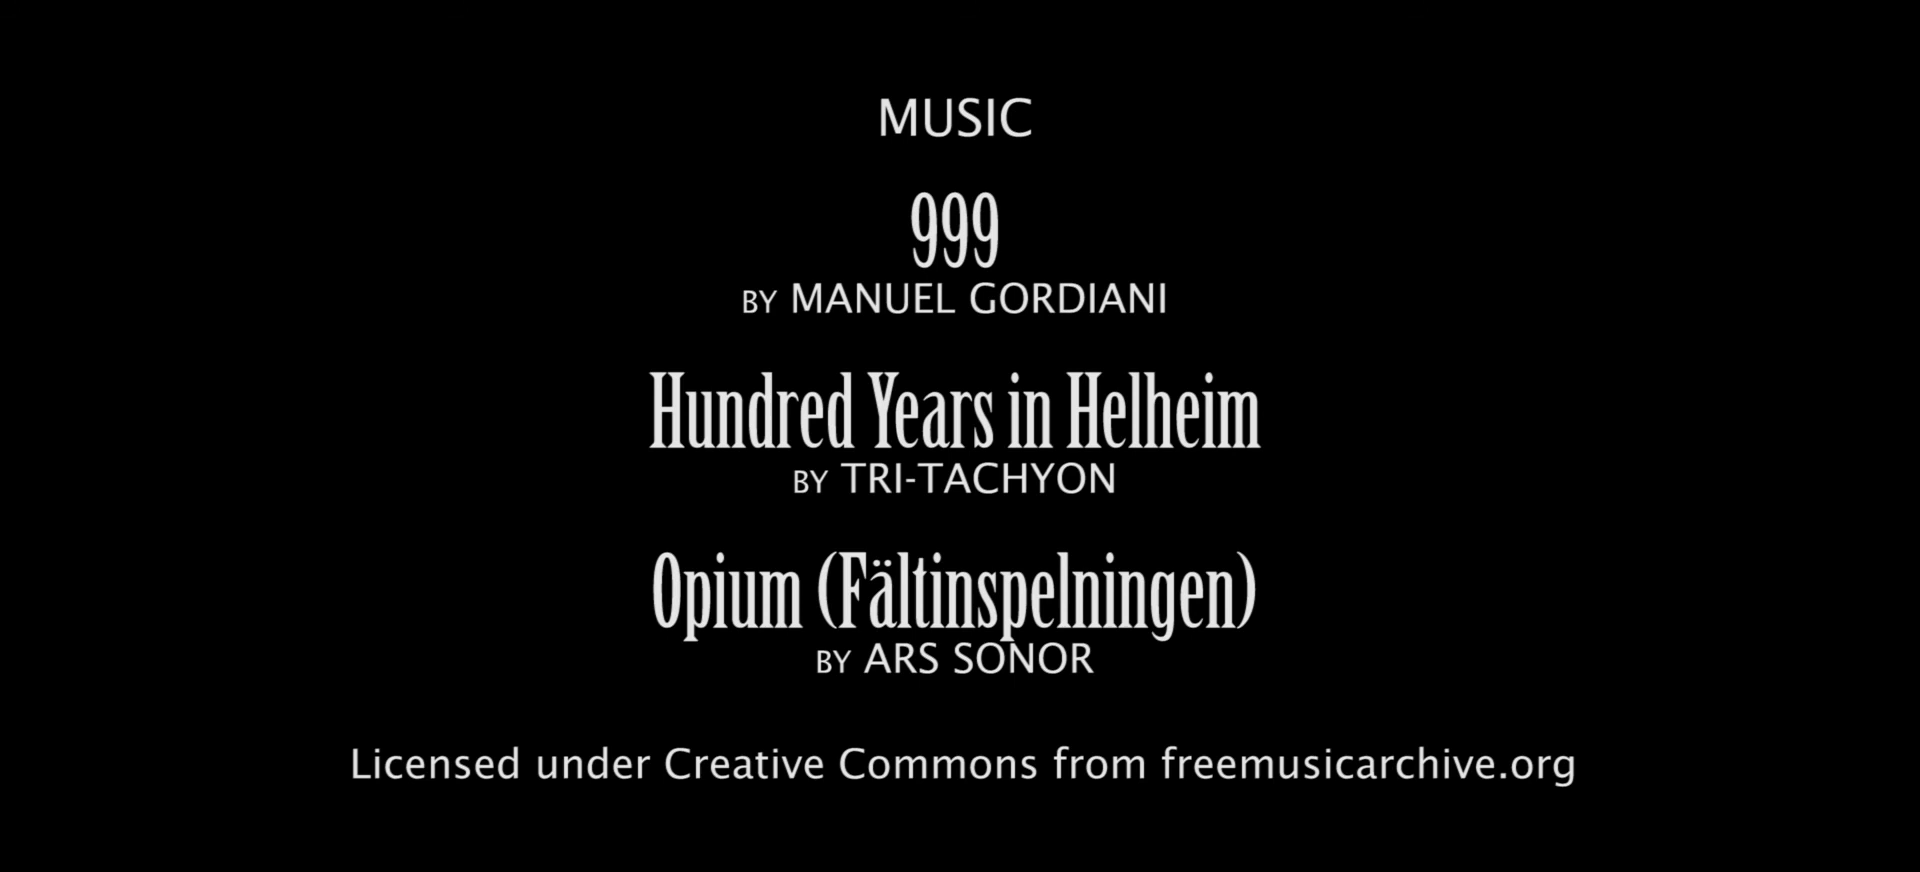 MUSIC
999
BY MANUEL GORDIANI
Hundred Years in Helheim
BY TRI-TACHYON
Opium (Fältinspelningen)
BY ARS SONOR
Licensed under Creative Commons from freemusicarchive.org